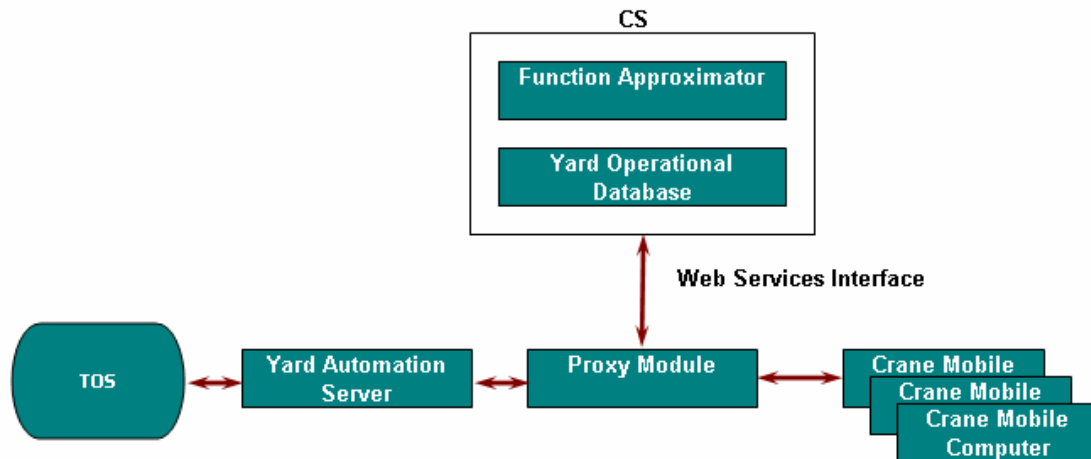 CS
Function Approximator
Yard Operational
Database
Web Services Interface
TOS
Yard Automation
Server
Proxy Module
Crane Mobile
Crane Mobile
Crane Mobile
Computer